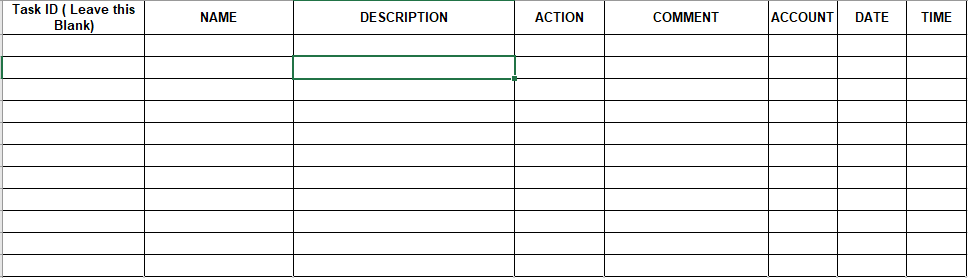 Task ID ( Leave this
Blank)
NAME
DESCRIPTION
ACTION
COMMENT
ACCOUNT
DATE
TIME